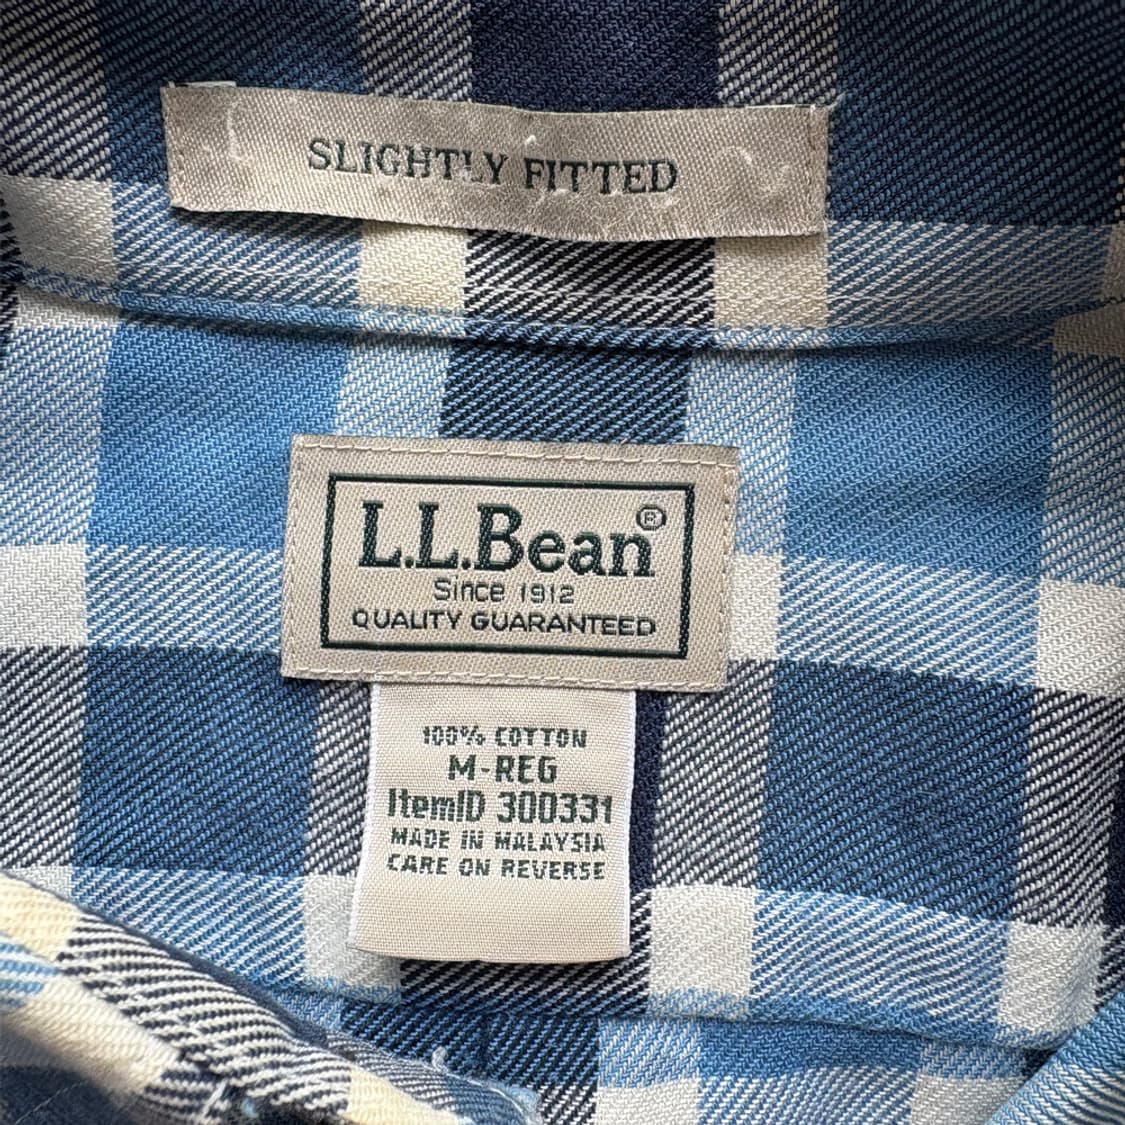 SLIGHTLY FITTED
L.L.Bean®
Since 1912
QUALITY GUARANTEED
100% COTTON
M-REG
ItemID 300331
MADE IN MALAYSIA
CARE ON REVERSE